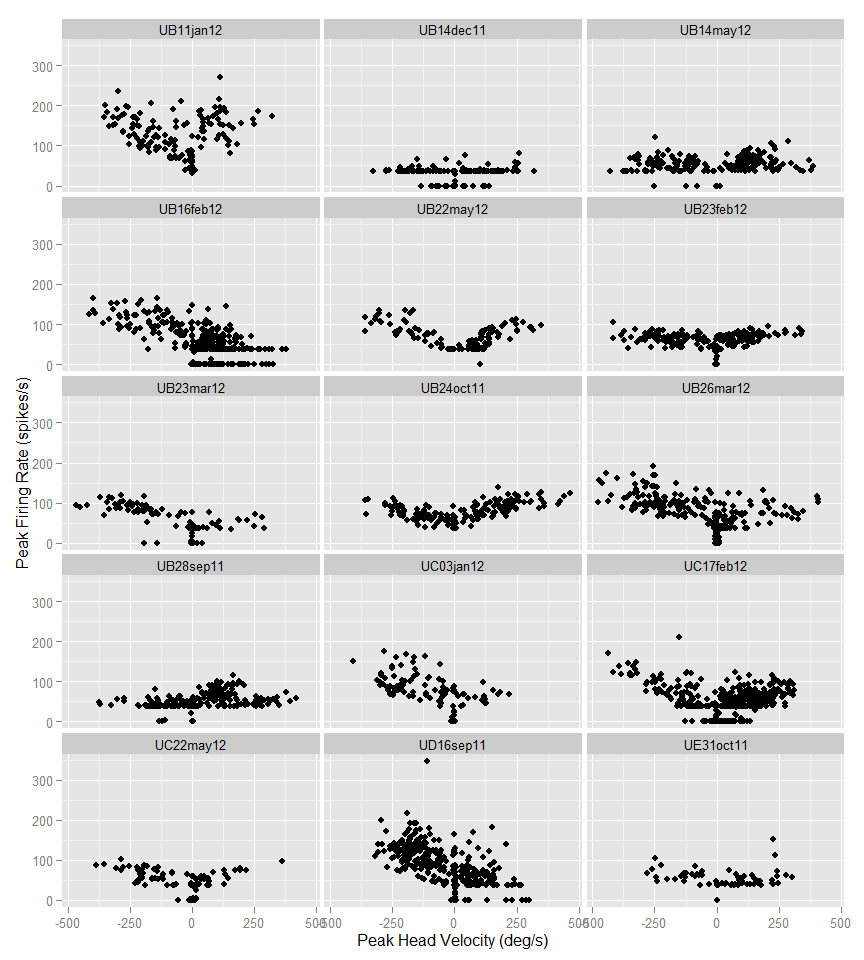 UB11jan12 UB14dec11 UB14may12
300
200
100
0
UB16feb12 UB22may12 UB23feb12
300
200
100
0
UB23mar12 UB24oct11 UB26mar12
300
200
100
0
UB28sep11 UC03jan12 UC17feb12
300
200
100
0
UC22may12 UD16sep11 UE31oct11
300
200
100
0
-500 -250 0 250 500 -500 -250 0 250 500 -500 -250 0 250 500
Peak Head Velocity (deg/s)
Peak Firing Rate (spikes/s)